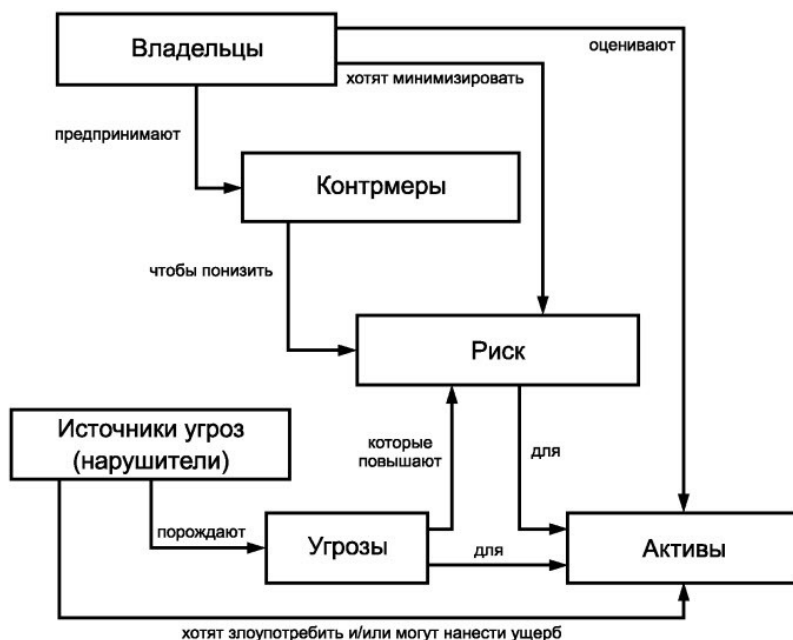 Владельцы
оценивают
хотят минимизировать
предпринимают
Контрмеры
чтобы понизить
Риск
Источники угроз
(нарушители)
которые
повышают
для
порождают
Угрозы
для
Активы
хотят злоупотребить и/или могут нанести ущерб